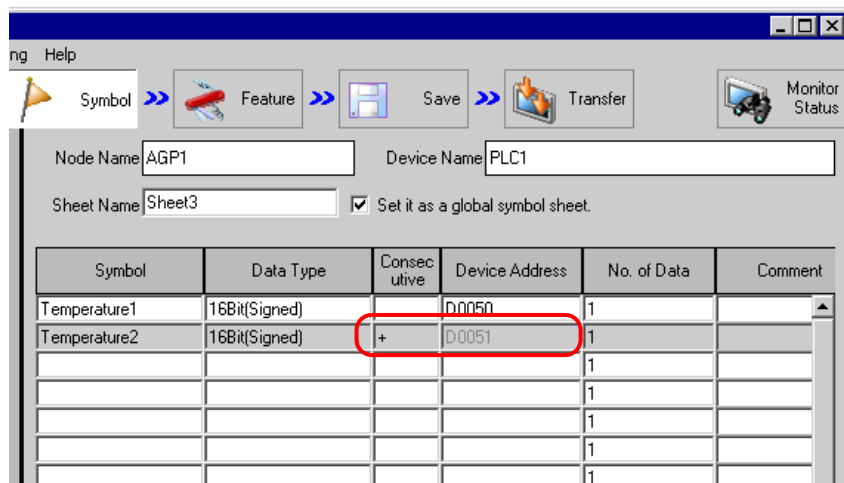 ng Help
Symbol Feature Save Transfer Monitor Status
Node Name AGP1 Device Name PLC1
Sheet Name Sheet3 Set it as a global symbol sheet.
Symbol Data Type Consecutive Device Address No. of Data Comment
Temperature1 16Bit(Signed) D0050 1
Temperature2 16Bit(Signed) + D0051 1
1
1
1
1
1